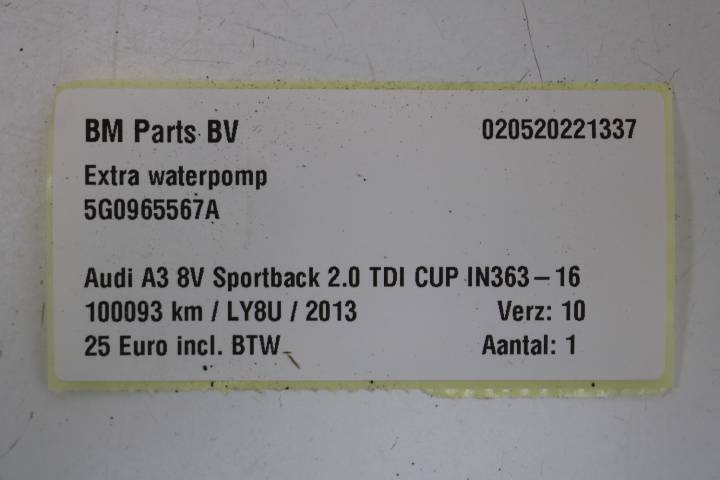 BM Parts BV 020520221337
Extra waterpomp
5G0965567A
Audi A3 8V Sportback 2.0 TDI CUP IN363–16
100093 km / LY8U / 2013 Verz: 10
25 Euro incl. BTW Aantal: 1